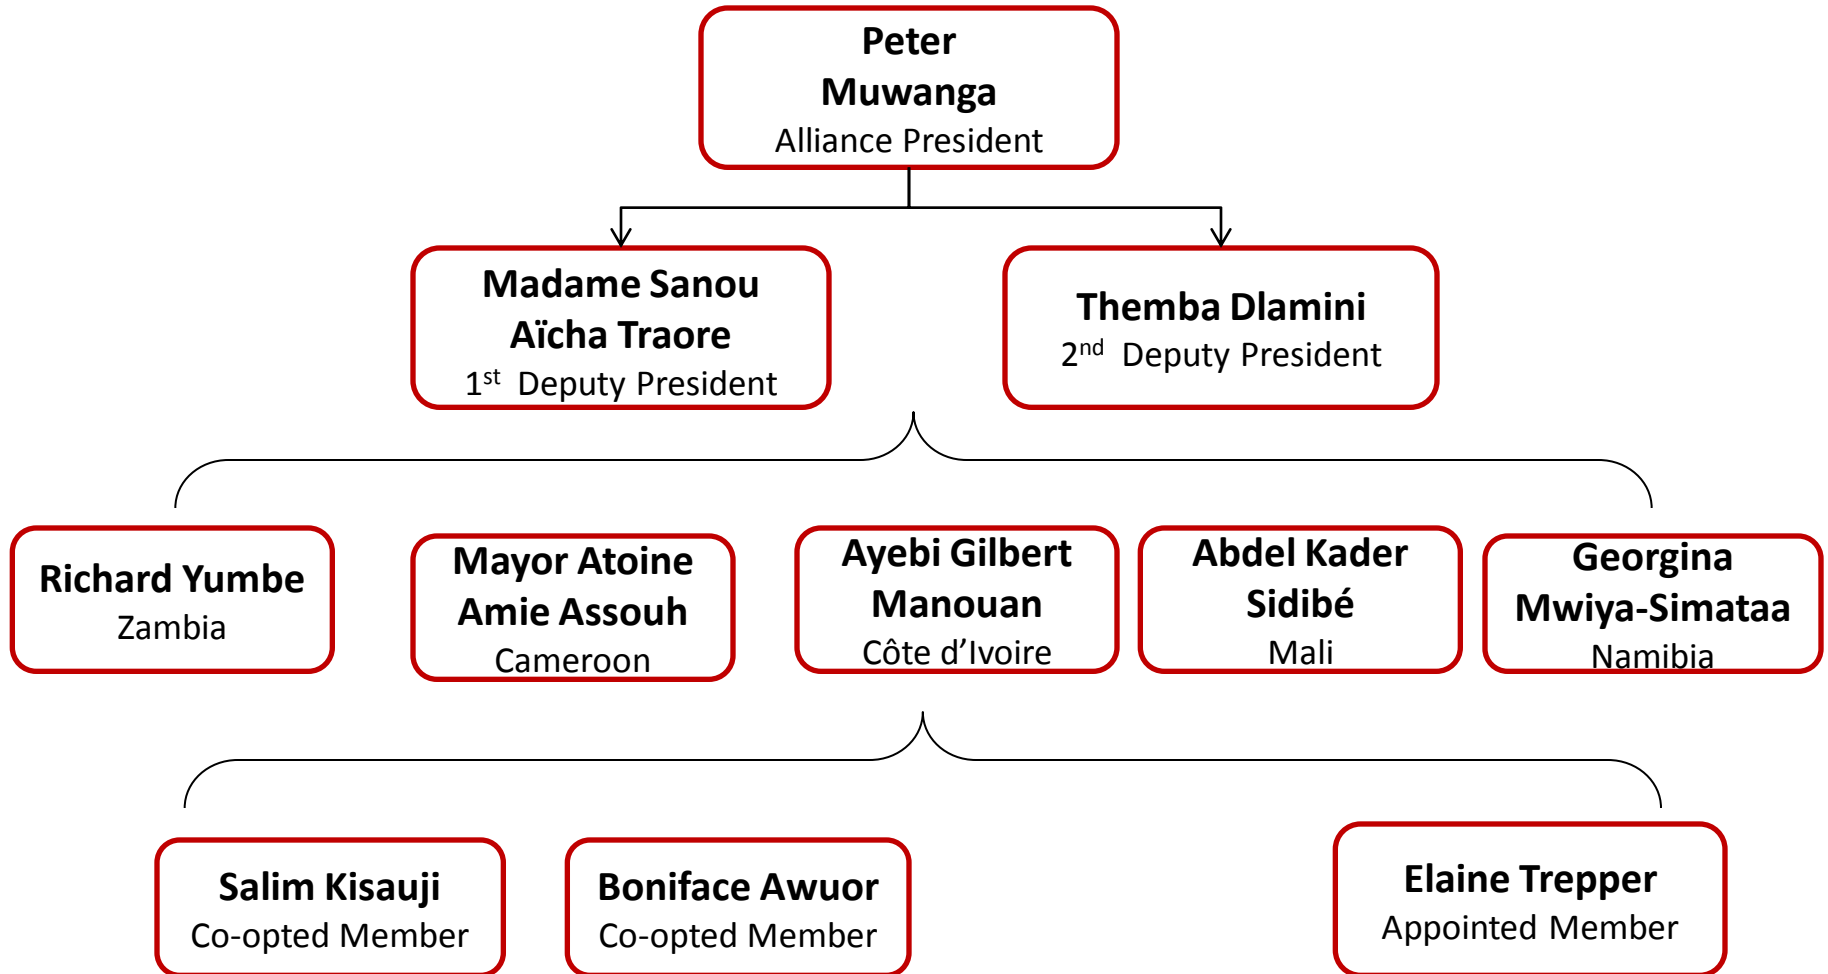 Peter
Muwanga
Alliance President
Madame Sanou
Aïcha Traore
1st Deputy President
Themba Dlamini
2nd Deputy President
Richard Yumbe
Zambia
Mayor Atoine
Amie Assouh
Cameroon
Ayebi Gilbert
Manouan
Côte d’Ivoire
Abdel Kader
Sidibé
Mali
Georgina
Mwiya-Simataa
Namibia
Salim Kisauji
Co-opted Member
Boniface Awuor
Co-opted Member
Elaine Trepper
Appointed Member